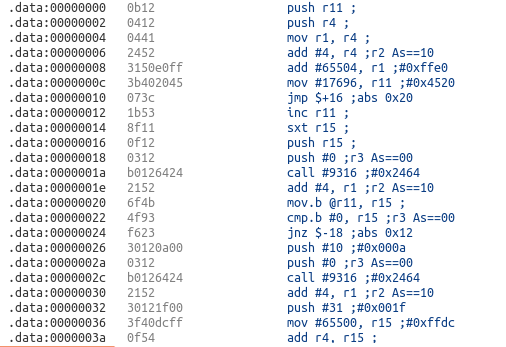 .data:00000000 0b12 push r11 ;
.data:00000002 0412 push r4 ;
.data:00000004 0441 mov r1, r4 ;
.data:00000006 2452 add #4, r4 ;r2 As==10
.data:00000008 3150e0ff add #65504, r1 ;#0xffe0
.data:0000000c 3b402045 mov #17696, r11 ;#0x4520
.data:00000010 073c jmp $+16 ;abs 0x20
.data:00000012 1b53 inc r11 ;
.data:00000014 8f11 sxt r15 ;
.data:00000016 0f12 push r15 ;
.data:00000018 0312 push #0 ;r3 As==00
.data:0000001a b0126424 call #9316 ;#0x2464
.data:0000001e 2152 add #4, r1 ;r2 As==10
.data:00000020 6f4b mov.b @r11, r15 ;
.data:00000022 4f93 cmp.b #0, r15 ;r3 As==00
.data:00000024 f623 jnz $-18 ;abs 0x12
.data:00000026 30120a00 push #10 ;#0x000a
.data:0000002a 0312 push #0 ;r3 As==00
.data:0000002c b0126424 call #9316 ;#0x2464
.data:00000030 2152 add #4, r1 ;r2 As==10
.data:00000032 30121f00 push #31 ;#0x001f
.data:00000036 3f40dcff mov #65500, r15 ;#0xffdc
.data:0000003a 0f54 add r4, r15 ;